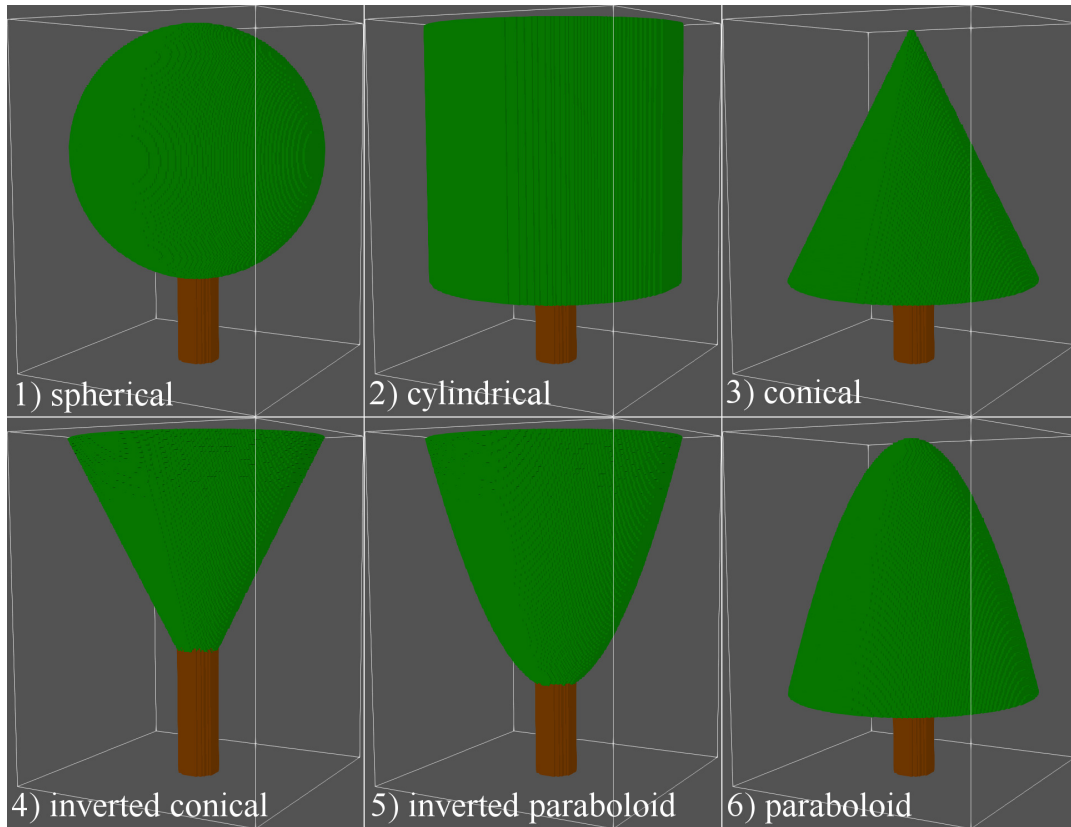 1) spherical
2) cylindrical
3) conical
4) inverted conical
5) inverted paraboloid
6) paraboloid